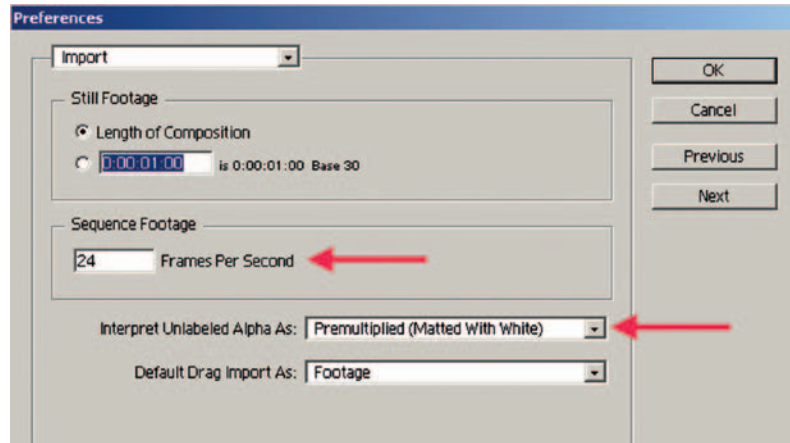 Preferences
Import
OK
Still Footage
Cancel
Length of Composition
0:00:01:00 is 0:00:01:00 Base 30
Previous
Next
Sequence Footage
24 Frames Per Second
Interpret Unlabeled Alpha As: Premultiplied (Matted With White)
Default Drag Import As: Footage